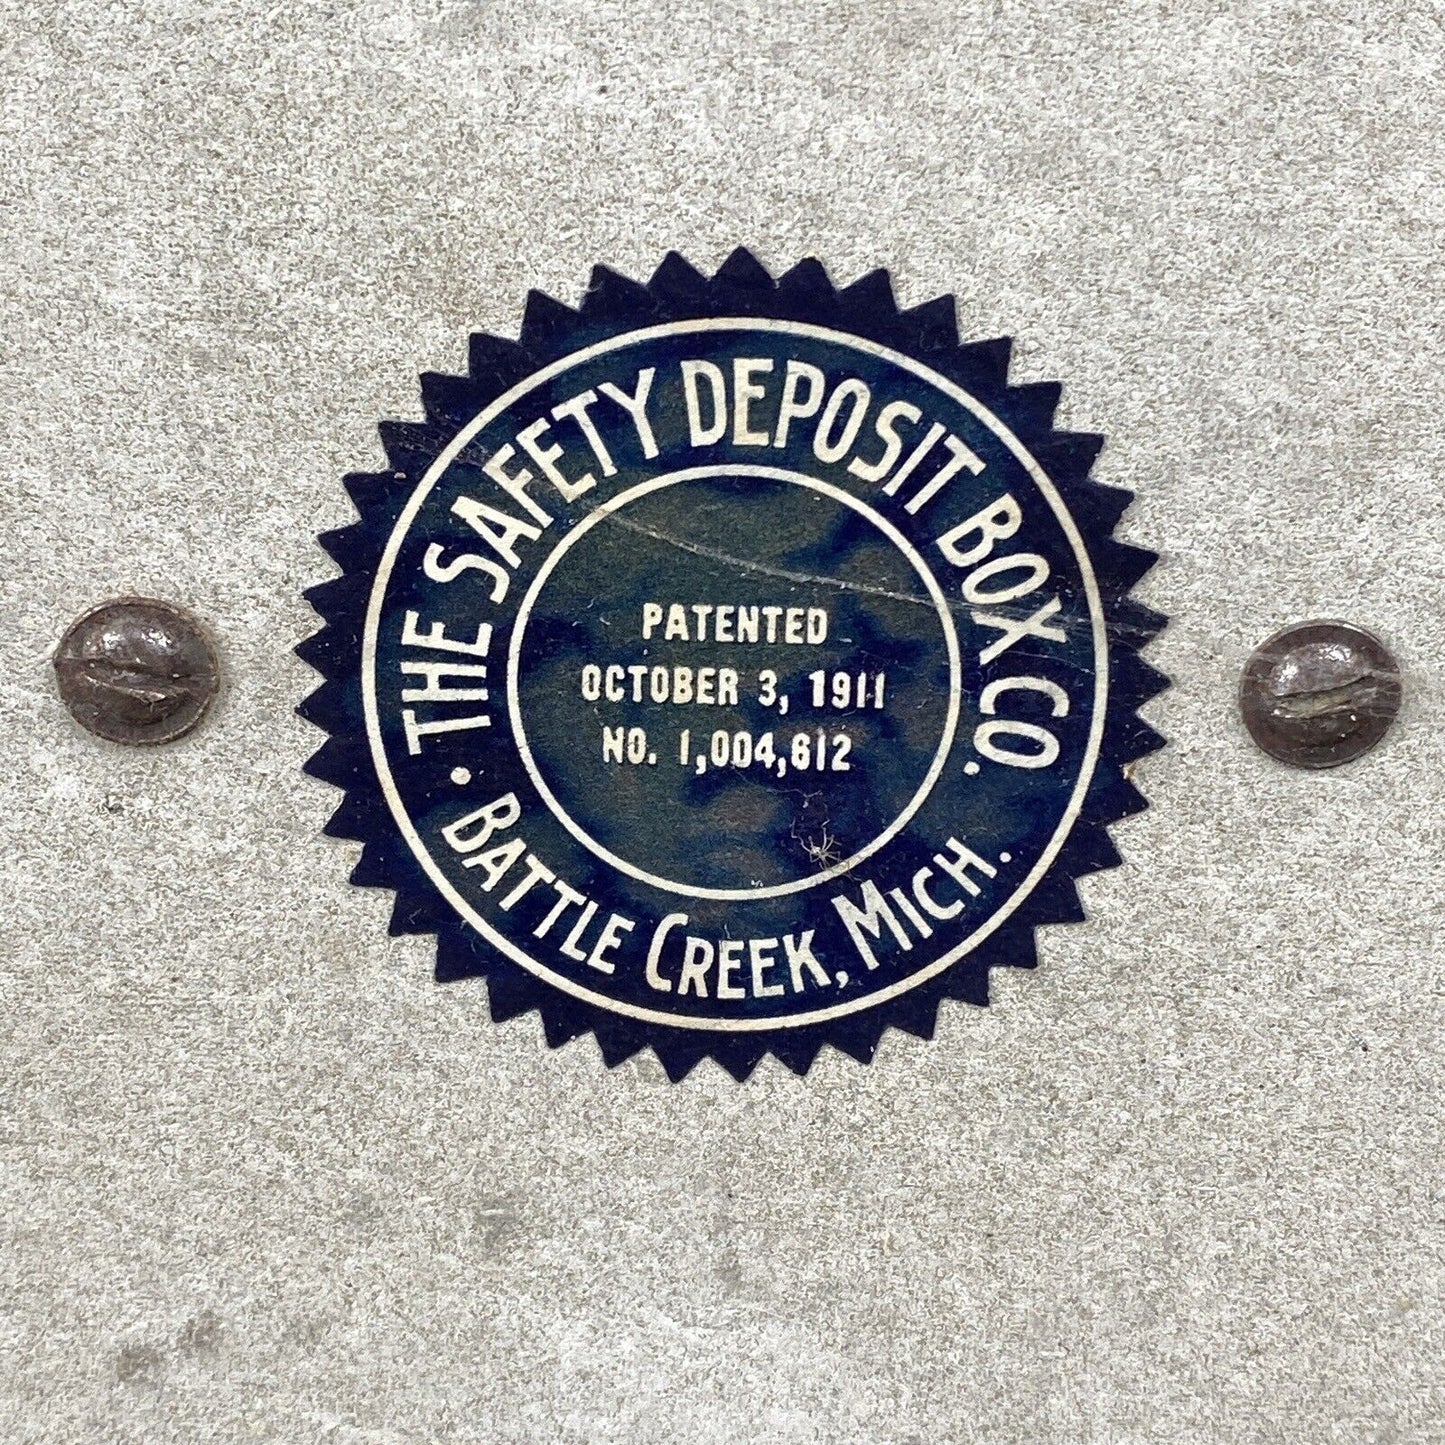 THE SAFETY DEPOSIT BOX CO.
PATENTED
OCTOBER 3, 1911
NO. 1,004,612
· BATTLE CREEK, MICH.